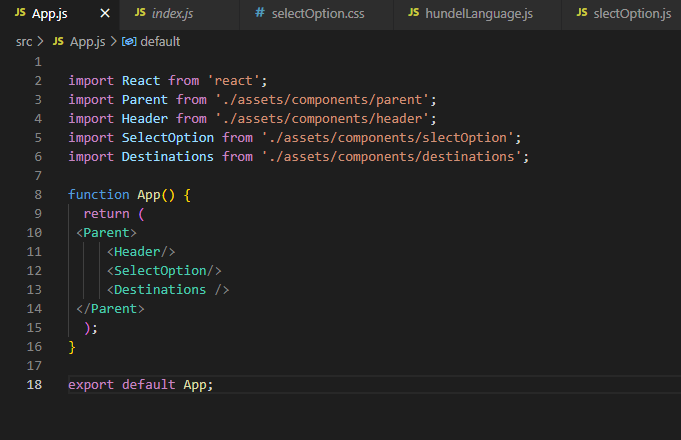 JS App.js × JS index.js # selectOption.css JS hundelLanguage.js JS slectOption.js
src > JS App.js > default
1
2 import React from 'react';
3 import Parent from './assets/components/parent';
4 import Header from './assets/components/header';
5 import SelectOption from './assets/components/slectOption';
6 import Destinations from './assets/components/destinations';
7
8 function App() {
9   return (
10  <Parent>
11      <Header/>
12      <SelectOption/>
13      <Destinations />
14  </Parent>
15   );
16 }
17
18 export default App;